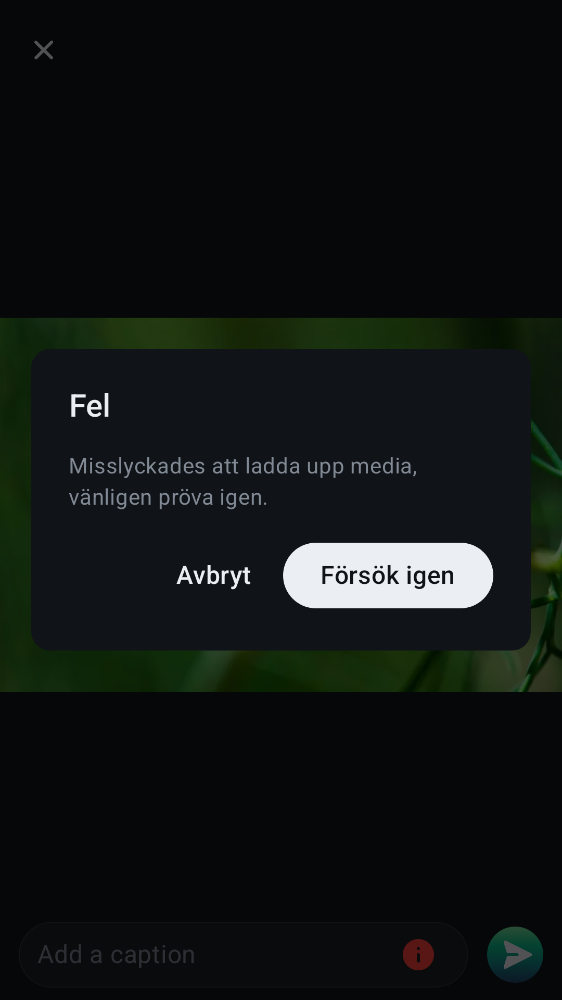 Fel
Misslyckades att ladda upp media,
vänligen pröva igen.
Avbryt
Försök igen
Add a caption